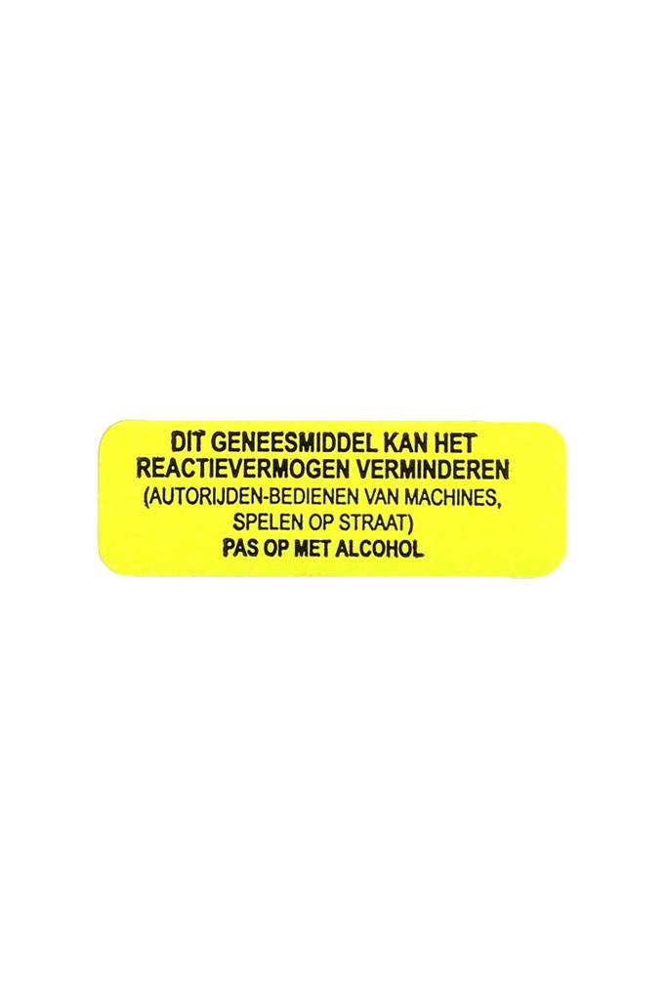 DIT GENEESMIDDEL KAN HET
REACTIEVERMOGEN VERMINDEREN
(AUTORIJDEN-BEDIENEN VAN MACHINES,
SPELEN OP STRAAT)
PAS OP MET ALCOHOL